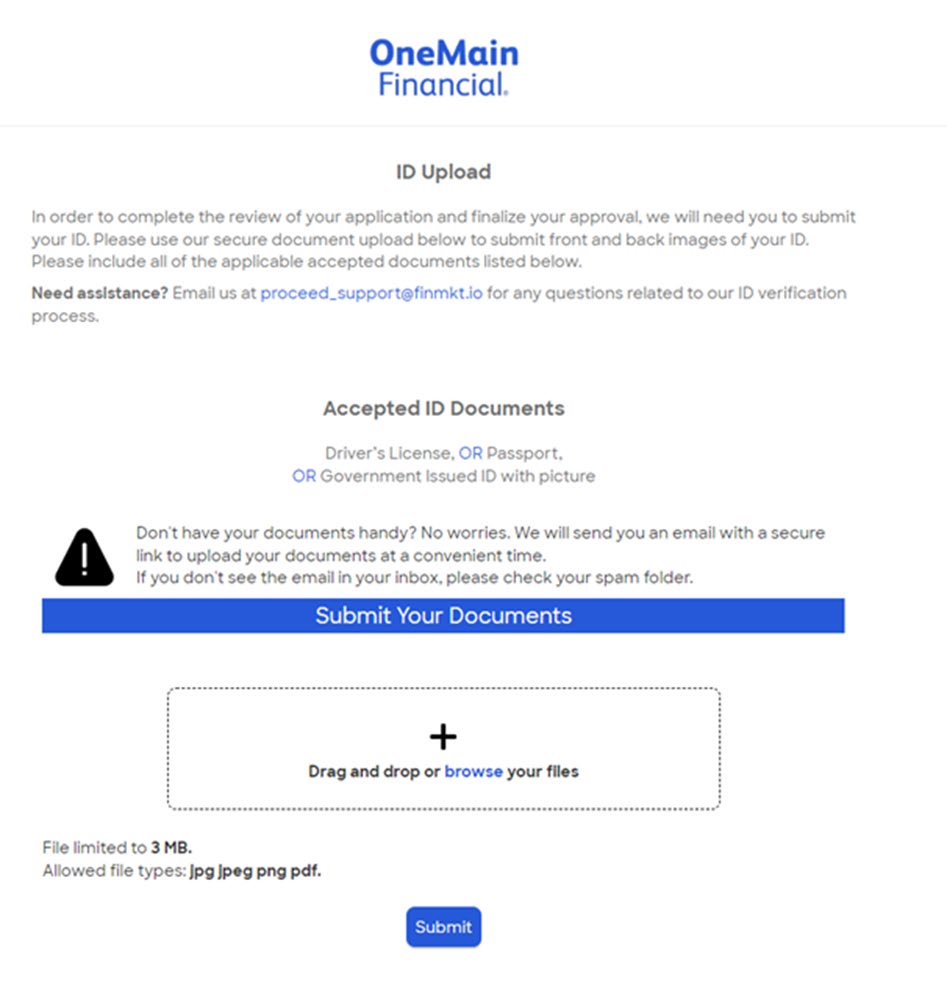 OneMain
Financial®
ID Upload
In order to complete the review of your application and finalize your approval, we will need you to submit
your ID. Please use our secure document upload below to submit front and back images of your ID.
Please include all of the applicable accepted documents listed below.
Need assistance? Email us at proceed_support@finmkt.io for any questions related to our ID verification
process.
Accepted ID Documents
Driver's License, OR Passport,
OR Government Issued ID with picture
Don't have your documents handy? No worries. We will send you an email with a secure
link to upload your documents at a convenient time.
If you don't see the email in your inbox, please check your spam folder.
Submit Your Documents
Drag and drop or browse your files
File limited to 3 MB.
Allowed file types: jpg jpeg png pdf.
Submit